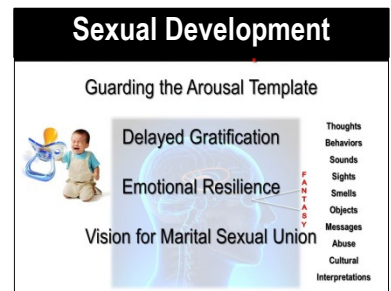 Sexual Development
Guarding the Arousal Template
Delayed Gratification
Emotional Resilience
Vision for Marital Sexual Union
FANTASY
Thoughts
Behaviors
Sounds
Sights
Smells
Objects
Messages
Abuse
Cultural
Interpretations